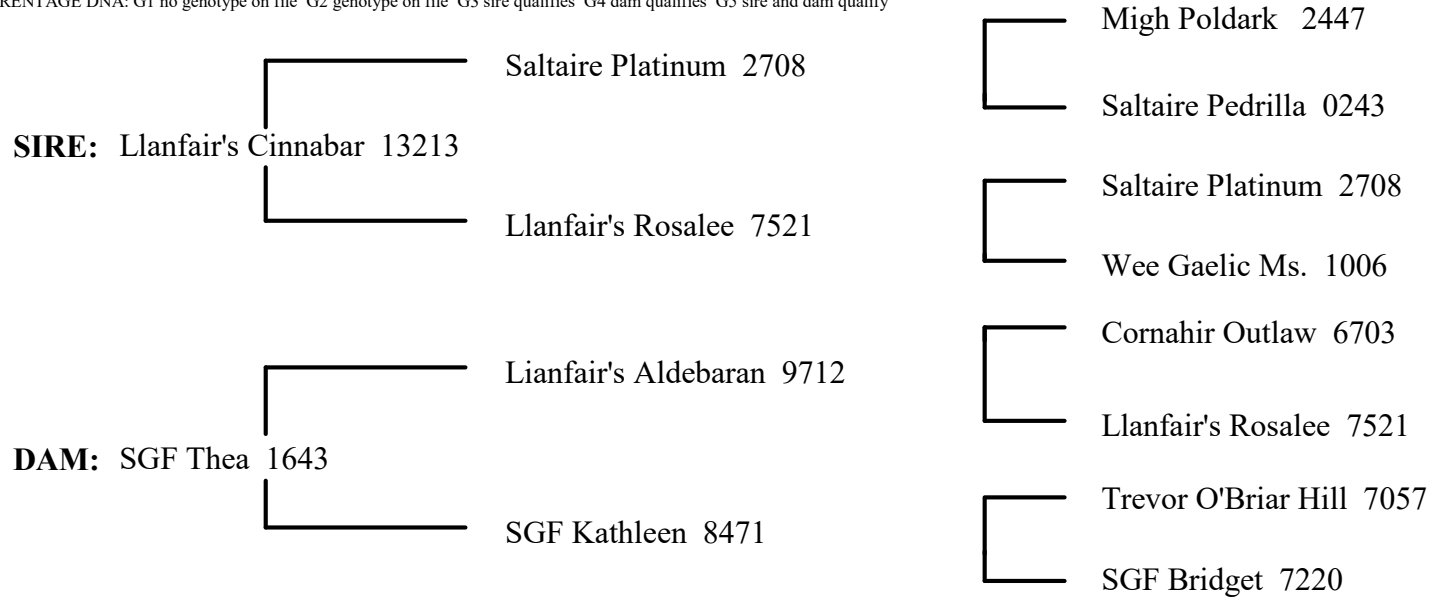 RENTAGE DNA: G1 no genotype on file G2 genotype on file G3 sire qualifies G4 dam qualifies G5 sire and dam qualify
Migh Poldark 2447
Saltaire Platinum 2708
Saltaire Pedrilla 0243
SIRE: Llanfair's Cinnabar 13213
Saltaire Platinum 2708
Llanfair's Rosalee 7521
Wee Gaelic Ms. 1006
Cornahir Outlaw 6703
Lianfair's Aldebaran 9712
Llanfair's Rosalee 7521
DAM: SGF Thea 1643
Trevor O'Briar Hill 7057
SGF Kathleen 8471
SGF Bridget 7220